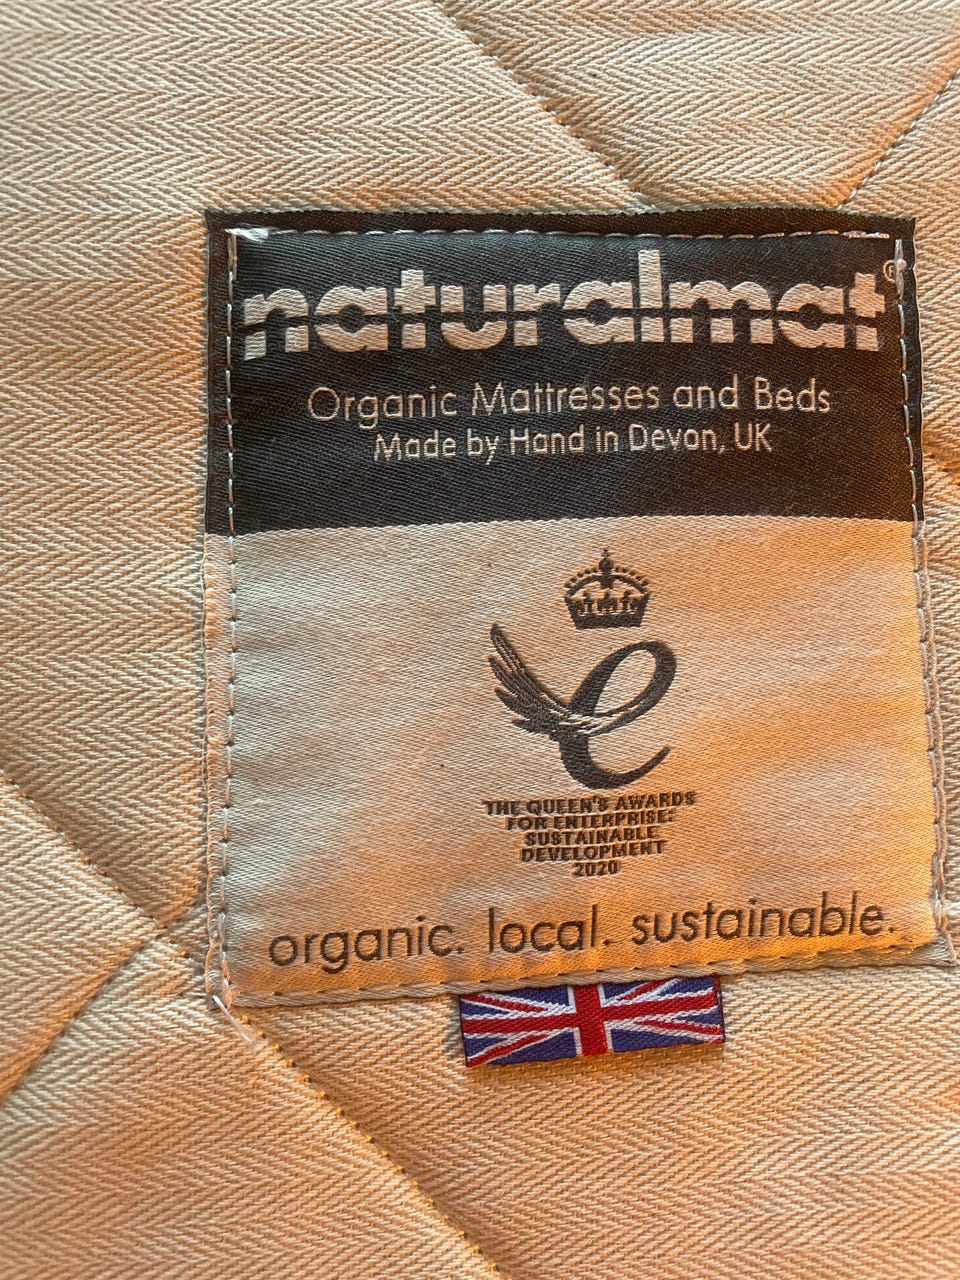 naturalmat®
Organic Mattresses and Beds
Made by Hand in Devon, UK
e
THE QUEEN'S AWARDS
FOR ENTERPRISE:
SUSTAINABLE
DEVELOPMENT
2020
organic. local. sustainable.